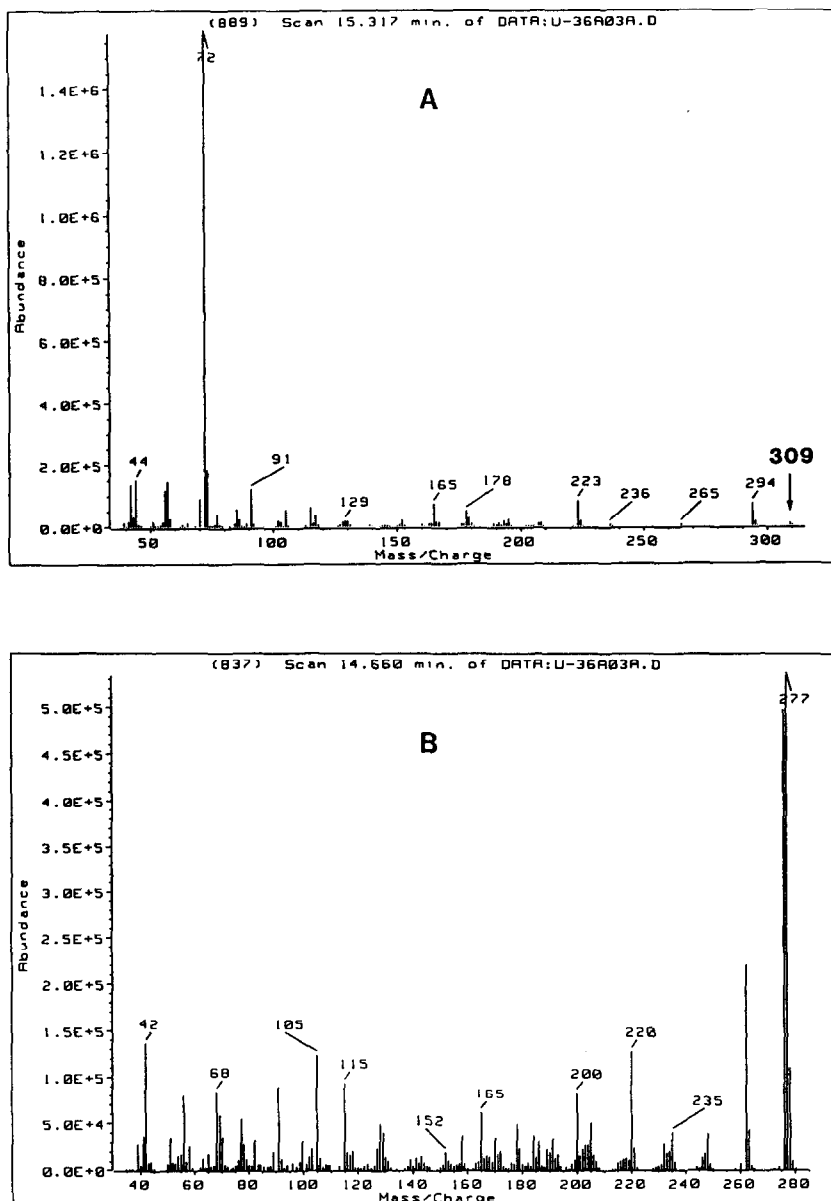 (889) Scan 15.317 min. of DATA:U-36A03A.D
72
1.4E+6
A
1.2E+6
1.0E+6
Abundance
8.0E+5
6.0E+5
4.0E+5
309
2.0E+5
44
91
129
165
178
223
236
265
294
0.0E+0
50
100
150
200
250
300
Mass/Charge
(837) Scan 14.660 min. of DATA:U-36A03A.D
277
5.0E+5
B
4.5E+5
4.0E+5
3.5E+5
Abundance
3.0E+5
2.5E+5
2.0E+5
1.5E+5
42
105
220
1.0E+5
68
115
165
200
5.0E+4
152
235
0.0E+0
40
60
80
100
120
140
160
180
200
220
240
260
280
Mass/Charge